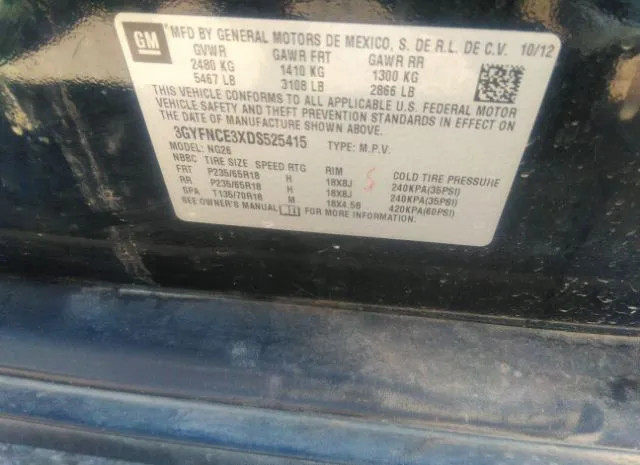 GM
MFD BY GENERAL MOTORS DE MEXICO, S. DE R.L. DE C.V. 10/12
GVWR GAWR FRT GAWR RR
2480 KG 1410 KG 1300 KG
5467 LB 3108 LB 2866 LB
THIS VEHICLE CONFORMS TO ALL APPLICABLE U.S. FEDERAL MOTOR
VEHICLE SAFETY, BUMPER, AND THEFT PREVENTION STANDARDS IN EFFECT ON
THE DATE OF MANUFACTURE SHOWN ABOVE.
3GYFNCE3XDS525415 TYPE: M.P.V.
MODEL: NG26
NBBC TIRE SIZE SPEED RTG RIM COLD TIRE PRESSURE
FRT P235/65R18 H 18X8J 240KPA(35PSI)
RR P235/65R18 H 18X8J 240KPA(35PSI)
SPA T135/70R18 M 18X4.5B 420KPA(60PSI)
SEE OWNER'S MANUAL FOR MORE INFORMATION.